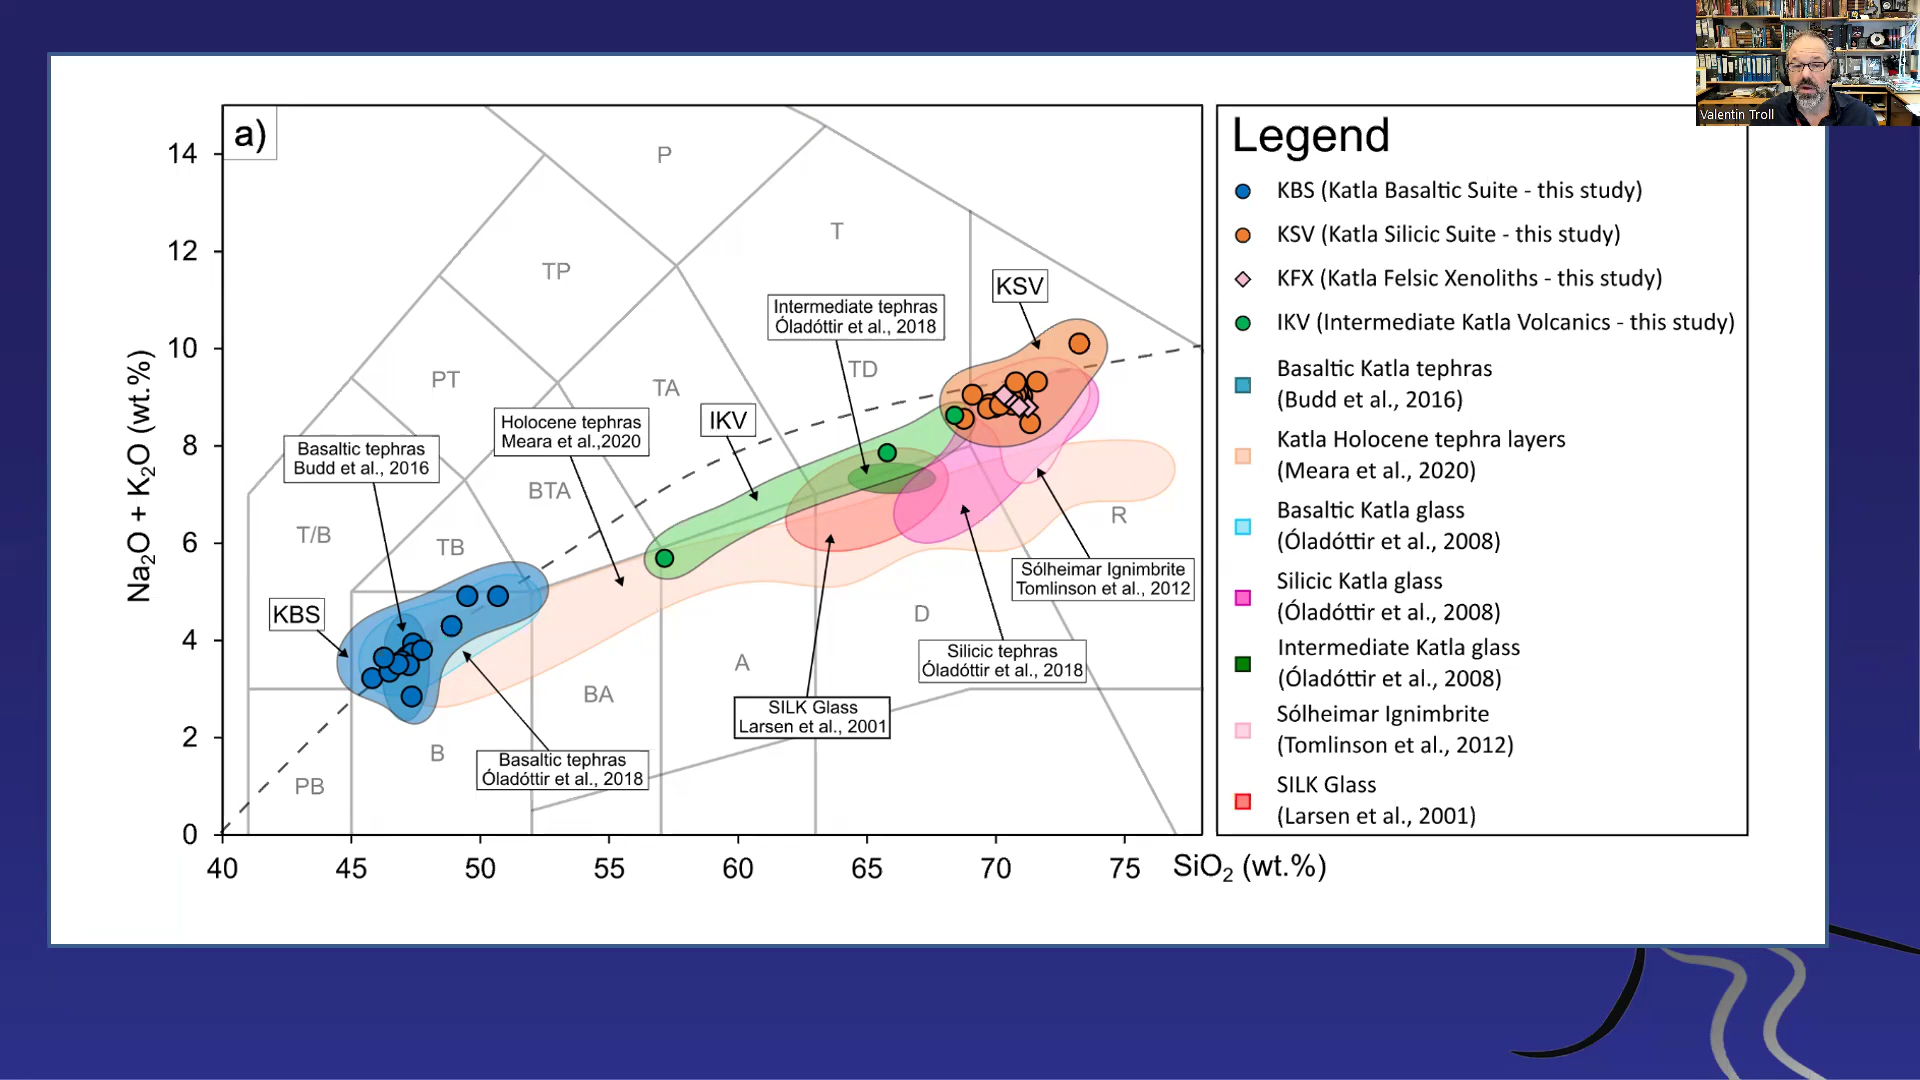 Valentin Troll
a)
P
T
TP
PT
TA
TD
BTA
T/B
TB
R
D
A
BA
B
PB
Intermediate tephras
Óladóttir et al., 2018
KSV
Holocene tephras
Meara et al.,2020
IKV
Basaltic tephras
Budd et al., 2016
KBS
Sólheimar Ignimbrite
Tomlinson et al., 2012
Silicic tephras
Óladóttir et al., 2018
SILK Glass
Larsen et al., 2001
Basaltic tephras
Óladóttir et al., 2018
Na₂O + K₂O (wt.%)
14
12
10
8
6
4
2
0
40 45 50 55 60 65 70 75 SiO₂ (wt.%)
Legend
KBS (Katla Basaltic Suite - this study)
KSV (Katla Silicic Suite - this study)
KFX (Katla Felsic Xenoliths - this study)
IKV (Intermediate Katla Volcanics - this study)
Basaltic Katla tephras
(Budd et al., 2016)
Katla Holocene tephra layers
(Meara et al., 2020)
Basaltic Katla glass
(Óladóttir et al., 2008)
Silicic Katla glass
(Óladóttir et al., 2008)
Intermediate Katla glass
(Óladóttir et al., 2008)
Sólheimar Ignimbrite
(Tomlinson et al., 2012)
SILK Glass
(Larsen et al., 2001)